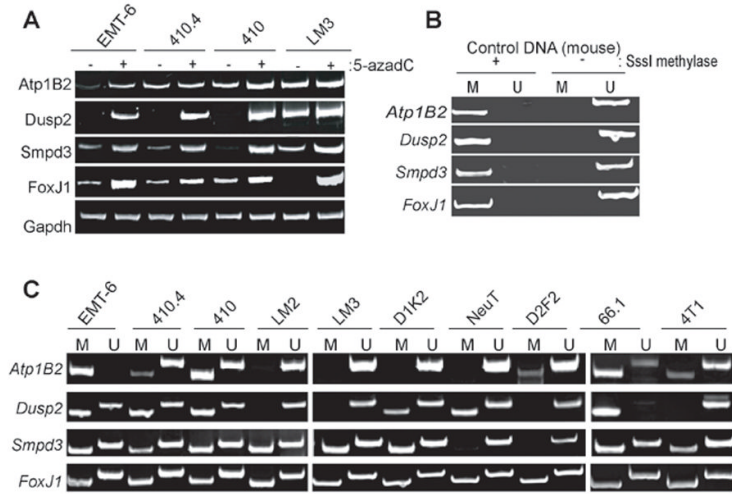 A
EMT-6 410.4 410 LM3
- + - + - + - + :5-azadC
Atp1B2
Dusp2
Smpd3
FoxJ1
Gapdh
B
Control DNA (mouse)
+ - : SssI methylase
M U M U
Atp1B2
Dusp2
Smpd3
FoxJ1
C
EMT-6 410.4 410 LM2 LM3 D1K2 NeuT D2F2 66.1 4T1
M U M U M U M U M U M U M U M U M U M U
Atp1B2
Dusp2
Smpd3
FoxJ1